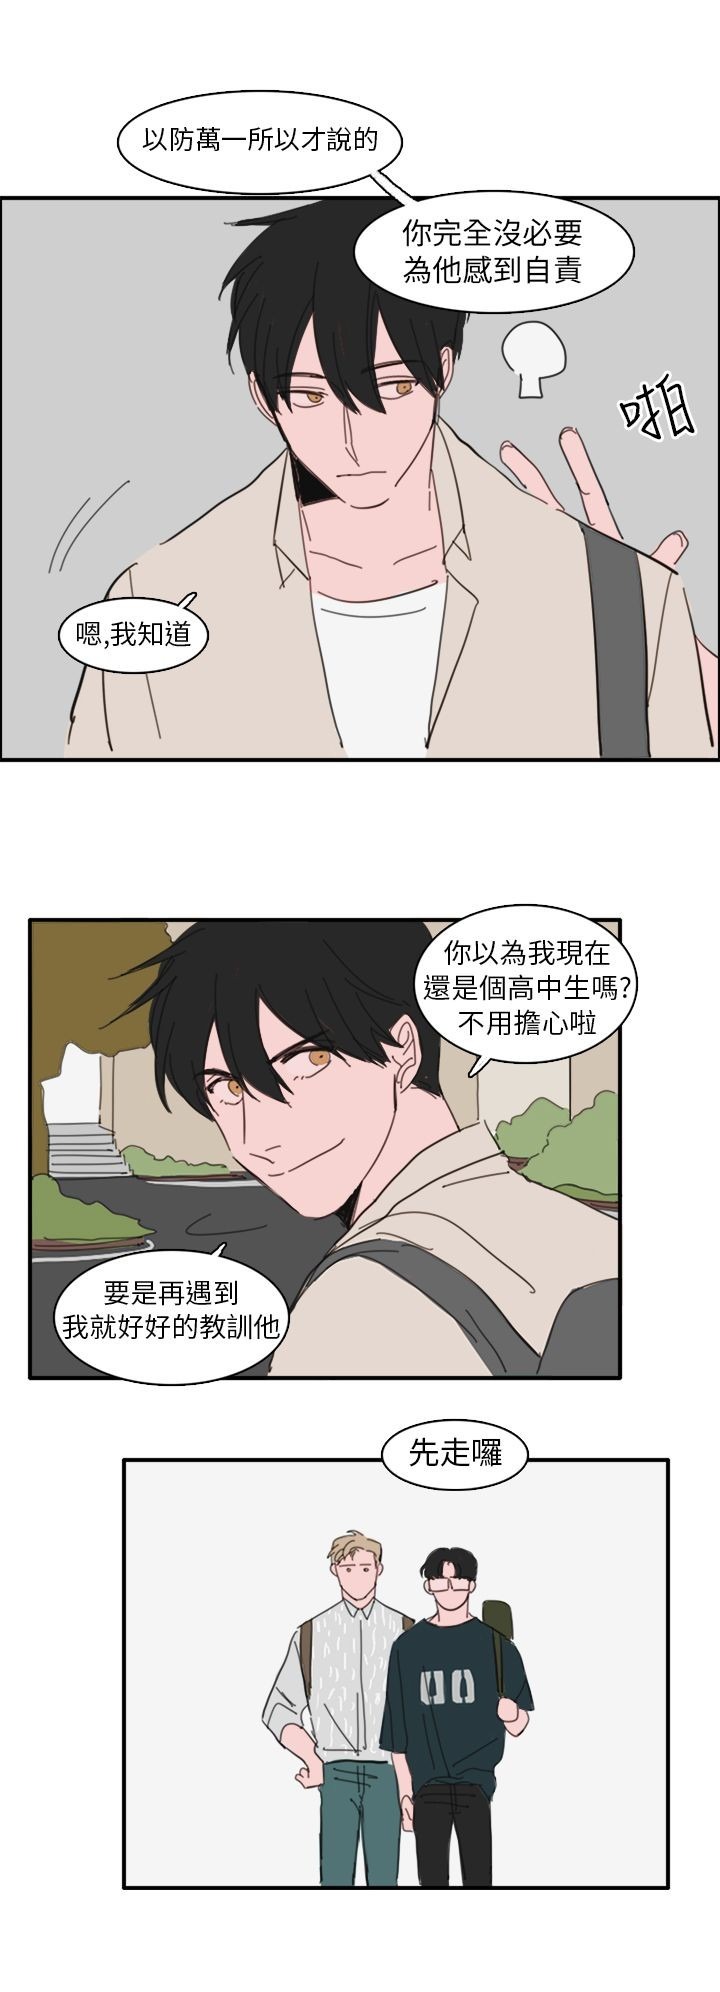 以防萬一所以才說的
你完全沒必要
為他感到自責
啪
嗯,我知道
你以為我現在
還是個高中生嗎?
不用擔心啦
要是再遇到
我就好好的教訓他
先走囉